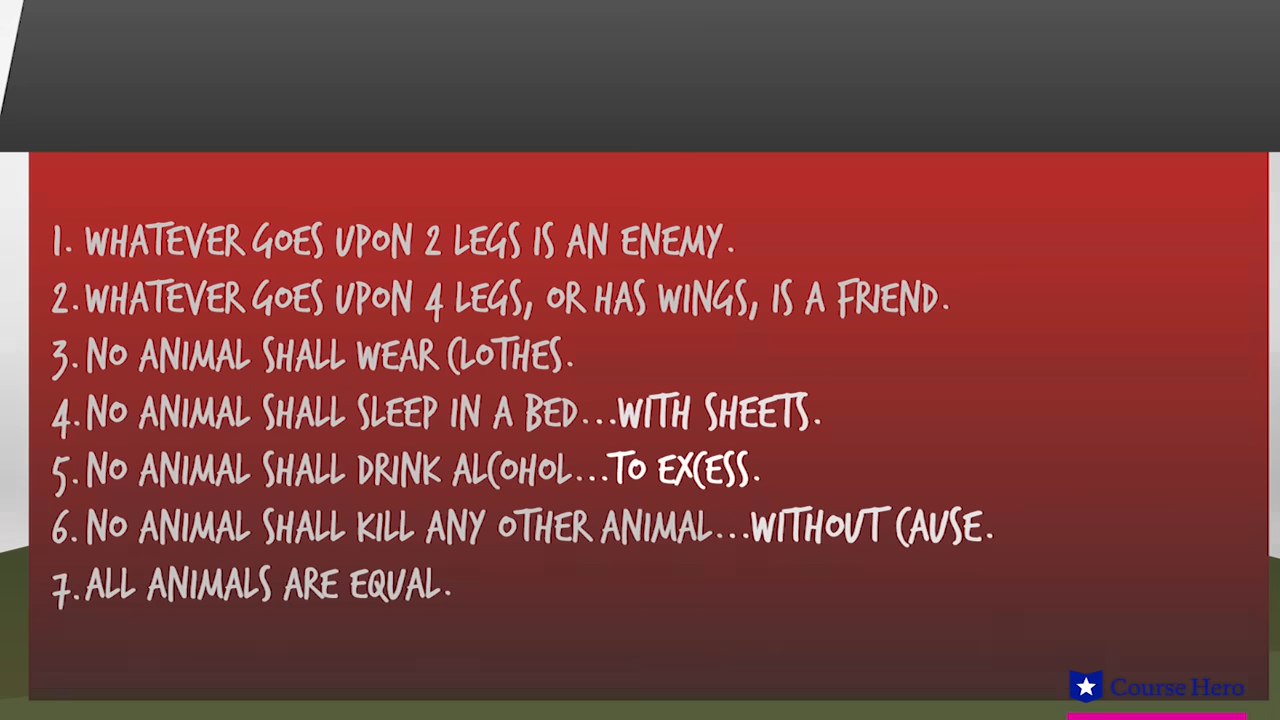 1. WHATEVER GOES UPON 2 LEGS IS AN ENEMY.
2. WHATEVER GOES UPON 4 LEGS, OR HAS WINGS, IS A FRIEND.
3. NO ANIMAL SHALL WEAR CLOTHES.
4. NO ANIMAL SHALL SLEEP IN A BED...WITH SHEETS.
5. NO ANIMAL SHALL DRINK ALCOHOL...TO EXCESS.
6. NO ANIMAL SHALL KILL ANY OTHER ANIMAL...WITHOUT CAUSE.
7. ALL ANIMALS ARE EQUAL.
Course Hero